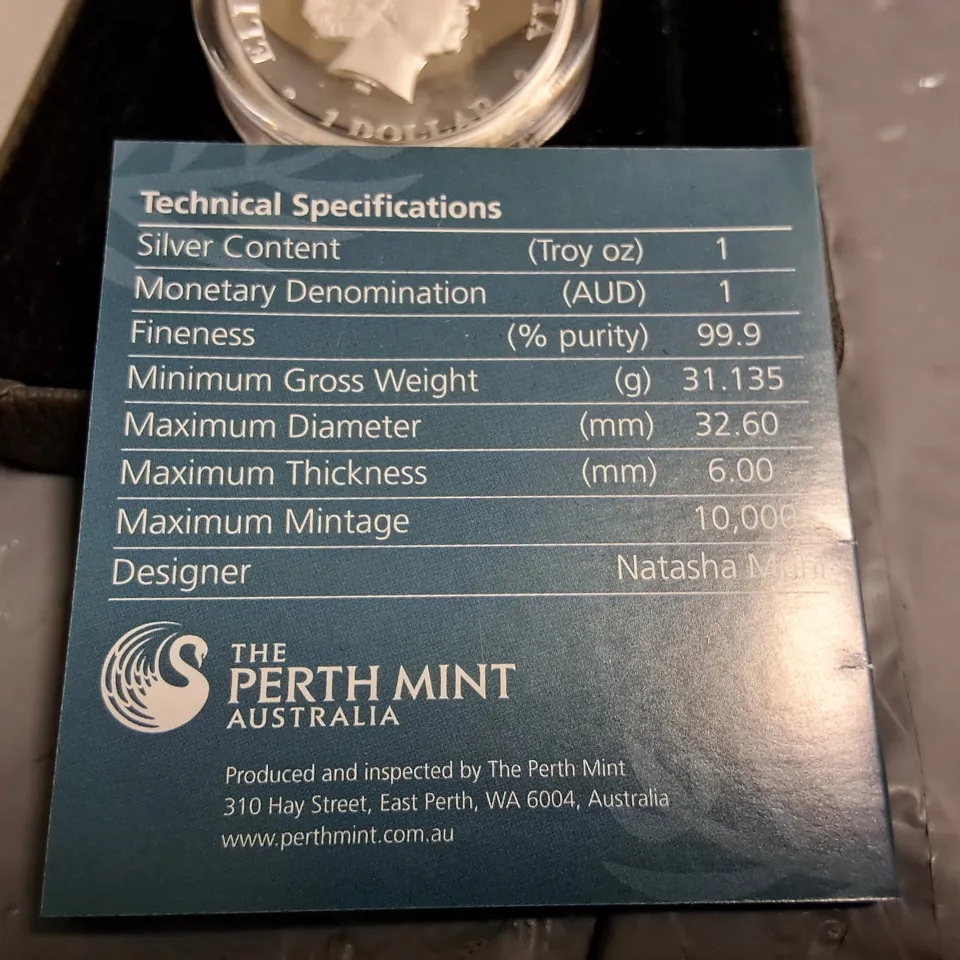 1 DOLLAR
Technical Specifications
Silver Content (Troy oz) 1
Monetary Denomination (AUD) 1
Fineness (% purity) 99.9
Minimum Gross Weight (g) 31.135
Maximum Diameter (mm) 32.60
Maximum Thickness (mm) 6.00
Maximum Mintage 10,000
Designer Natasha
THE
PERTH MINT
AUSTRALIA
Produced and inspected by The Perth Mint
310 Hay Street, East Perth, WA 6004, Australia
www.perthmint.com.au